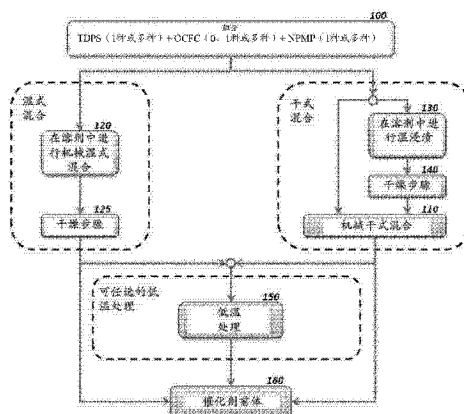 100
组分
TDPS（1种或多种）+ OCFC（0、1种或多种）+ NPMP（1种或多种）
湿式
混合
120
在溶剂中进
行机械湿式
混合
125
干燥步骤
干式
混合
130
在溶剂中进
行湿浸渍
140
干燥步骤
110
机械干式混合
可任选的低
温处理
150
低温
处理
160
催化剂前体